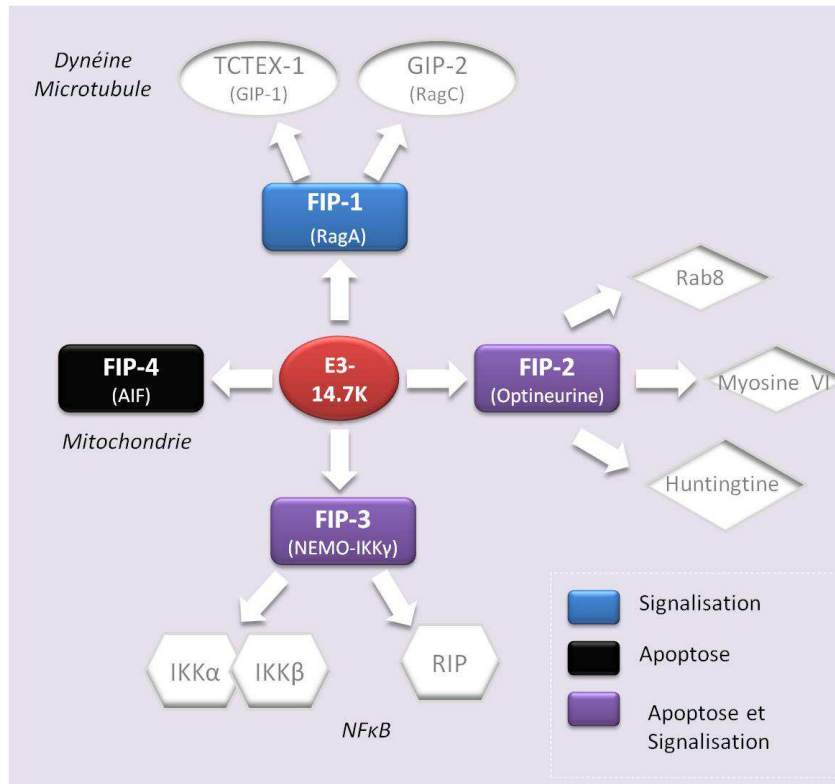 Dynéine
Microtubule
TCTEX-1
(GIP-1)
GIP-2
(RagC)
FIP-1
(RagA)
Rab8
FIP-4
(AIF)
Mitochondrie
E3-
14.7K
FIP-2
(Optineurine)
Myosine VI
Huntingtine
FIP-3
(NEMO-IKKγ)
IKKα
IKKβ
RIP
NFκB
Signalisation
Apoptose
Apoptose et
Signalisation